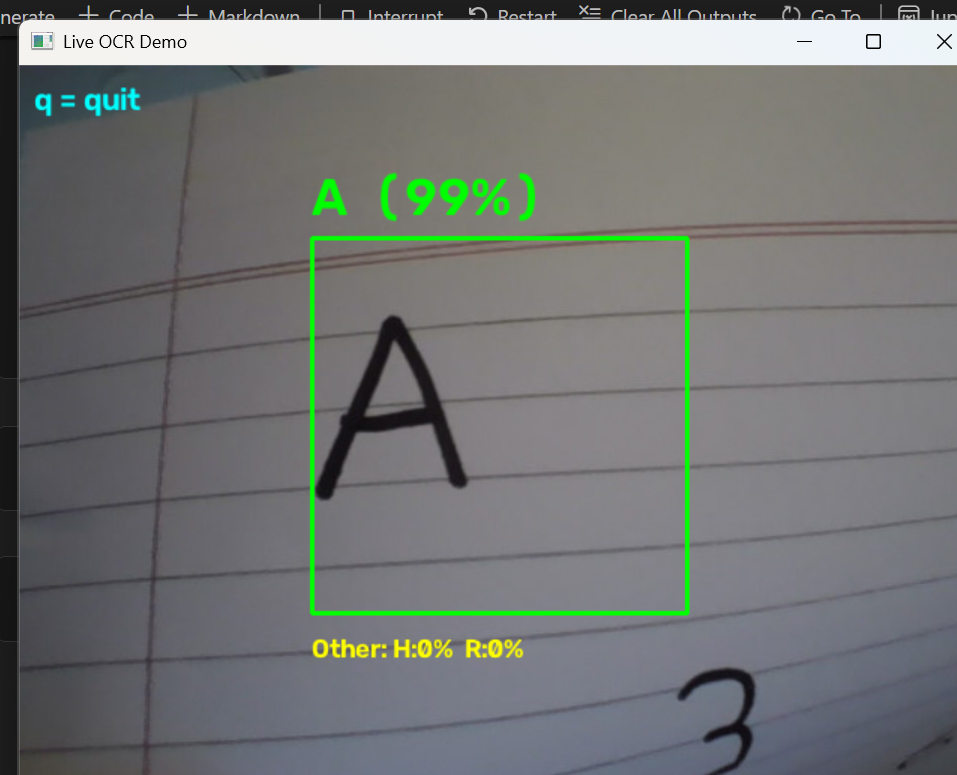 nerate + Code + Markdown Interrupt Restart Clear All Outputs Go To Jup
Live OCR Demo
q = quit
A (99%)
A
Other: H:0% R:0%
3